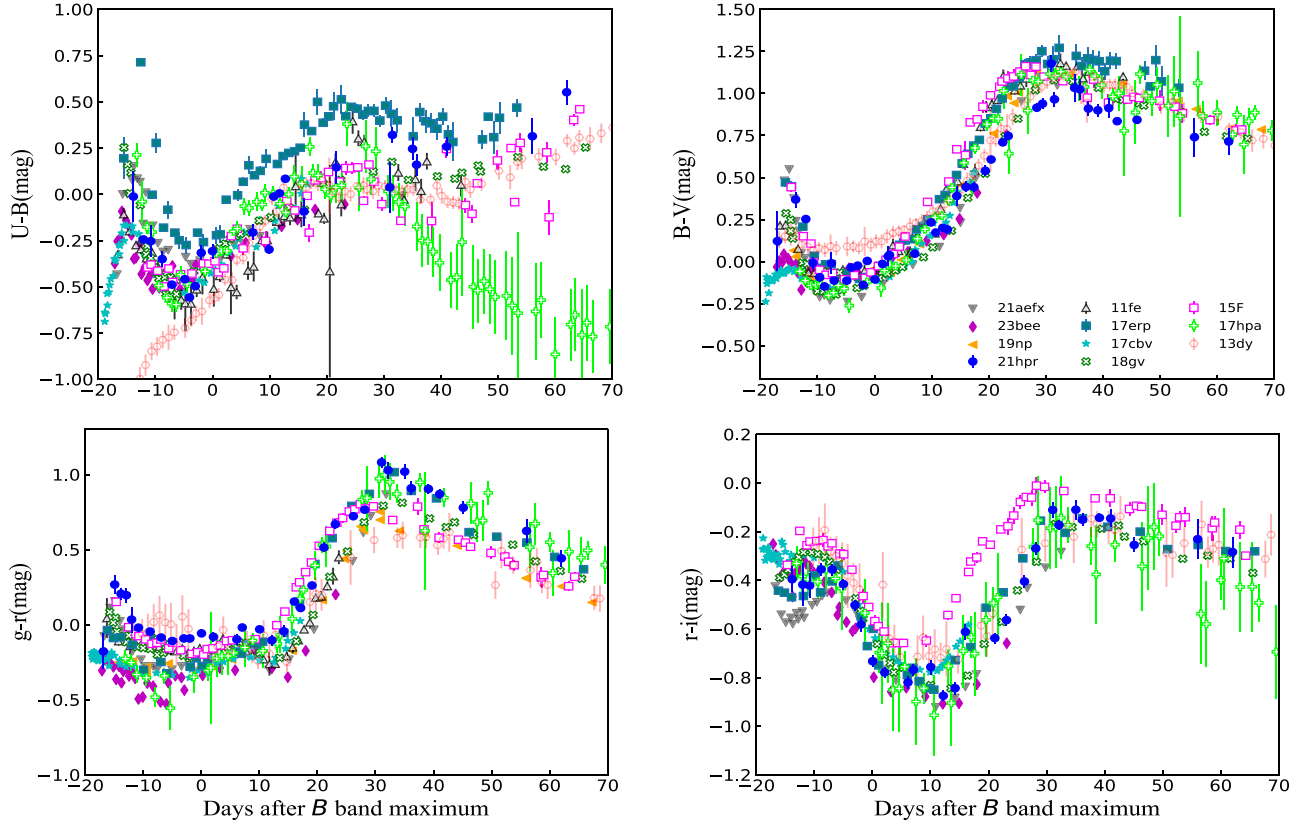 1.00
0.75
0.50
0.25
0.00
−0.25
−0.50
−0.75
−1.00
U-B(mag)
−20 −10 0 10 20 30 40 50 60 70
1.50
1.25
1.00
0.75
0.50
0.25
0.00
−0.25
−0.50
B-V(mag)
21aefx 11fe 15F
23bee 17erp 17hpa
19np 17cbv 13dy
21hpr 18gv
−20 −10 0 10 20 30 40 50 60 70
1.0
0.5
0.0
−0.5
−1.0
g-r(mag)
−20 −10 0 10 20 30 40 50 60 70
Days after B band maximum
0.2
0.0
−0.2
−0.4
−0.6
−0.8
−1.0
−1.2
r-i(mag)
−20 −10 0 10 20 30 40 50 60 70
Days after B band maximum